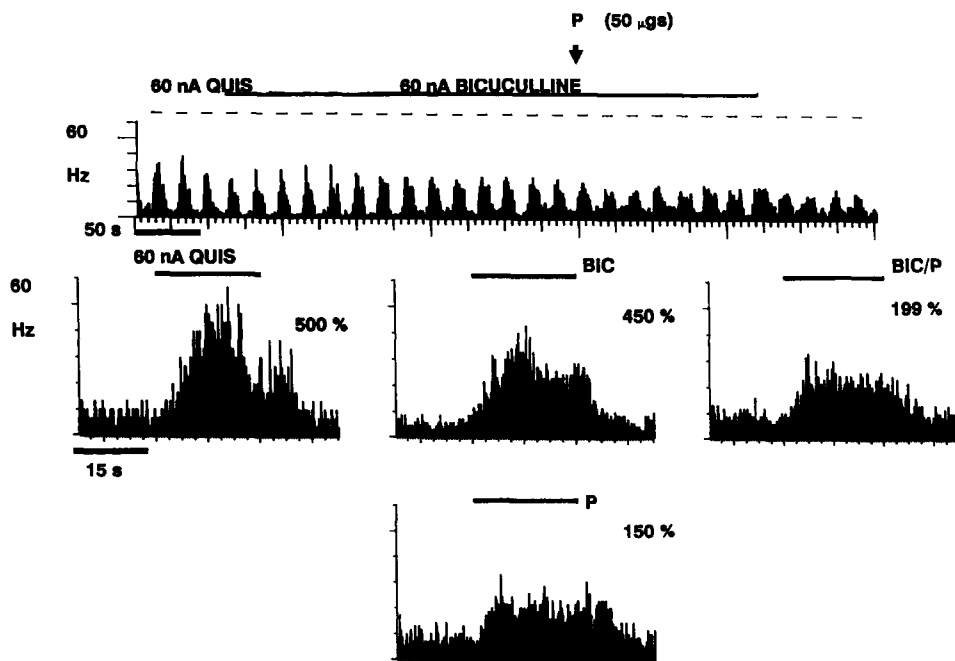 P (50 μgs)
60 nA QUIS 60 nA BICUCULLINE
60
Hz
50 s
60 nA QUIS
BIC
BIC/P
60
Hz
500 %
450 %
199 %
15 s
P
150 %